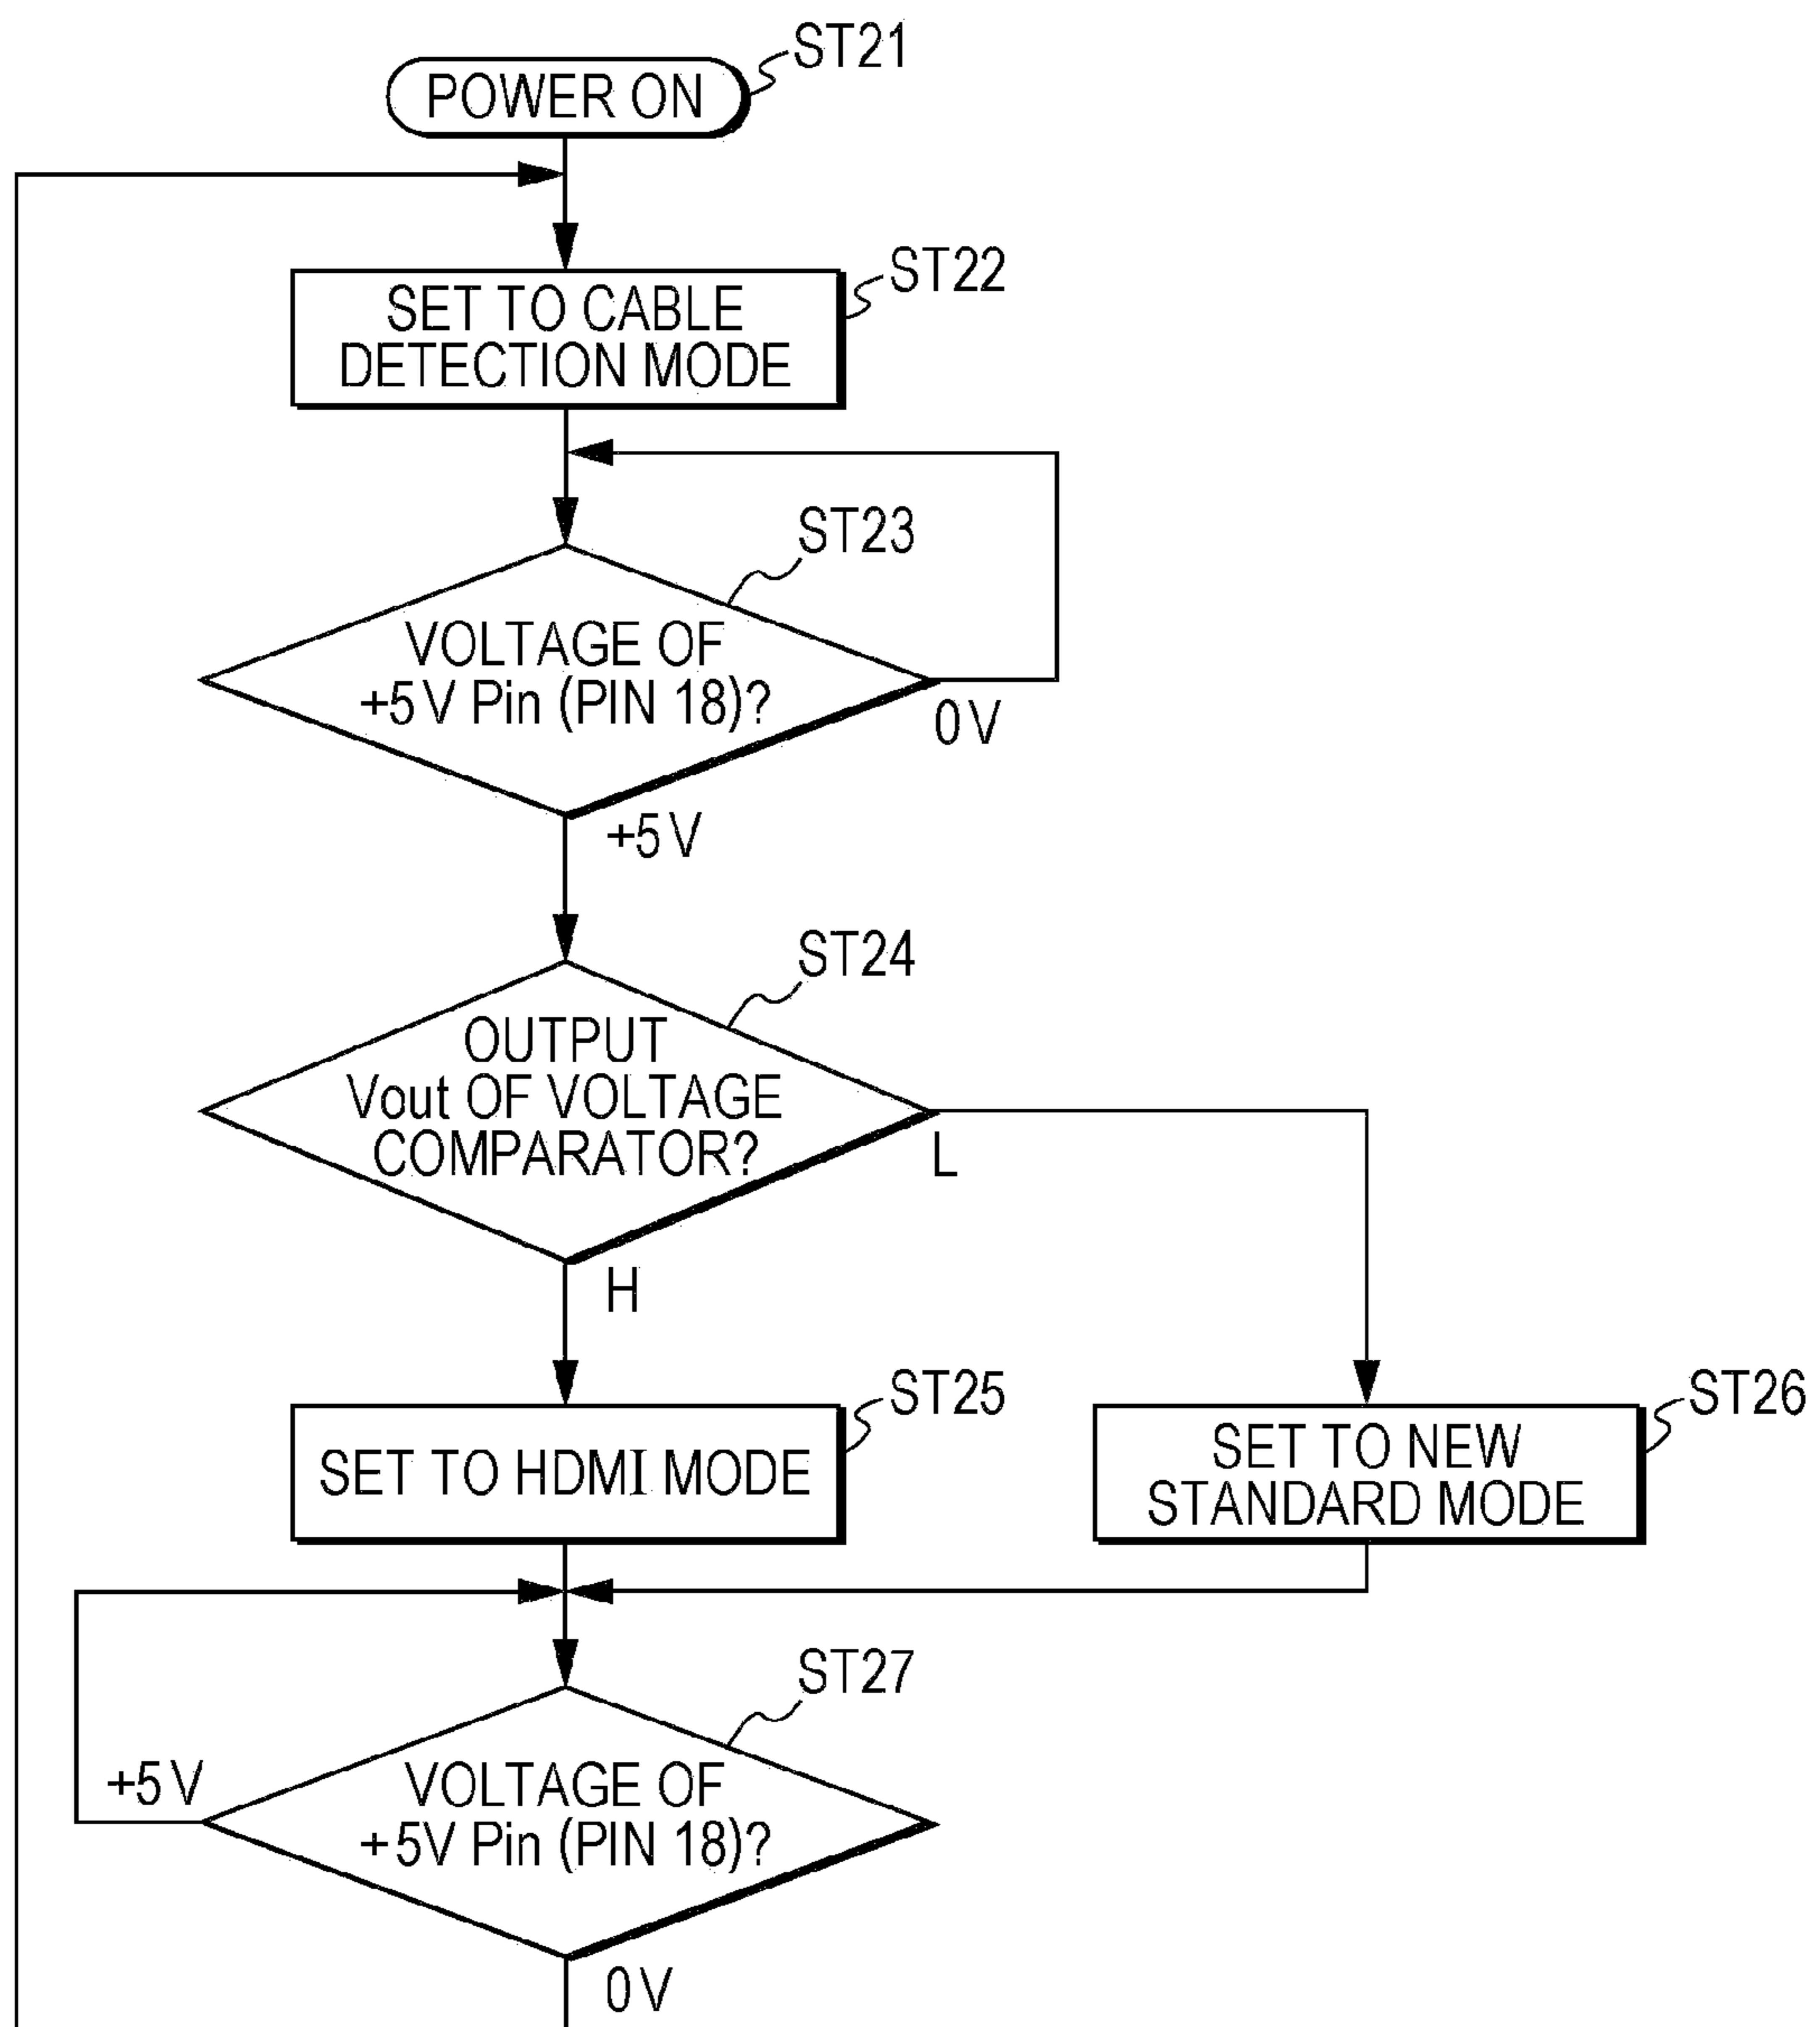 POWER ON
ST21
SET TO CABLE
DETECTION MODE
ST22
ST23
VOLTAGE OF
+5V Pin (PIN 18)?
0V
+5V
ST24
OUTPUT
Vout OF VOLTAGE
COMPARATOR?
L
H
ST25
SET TO HDMI MODE
ST26
SET TO NEW
STANDARD MODE
ST27
+5V
VOLTAGE OF
+5V Pin (PIN 18)?
0V